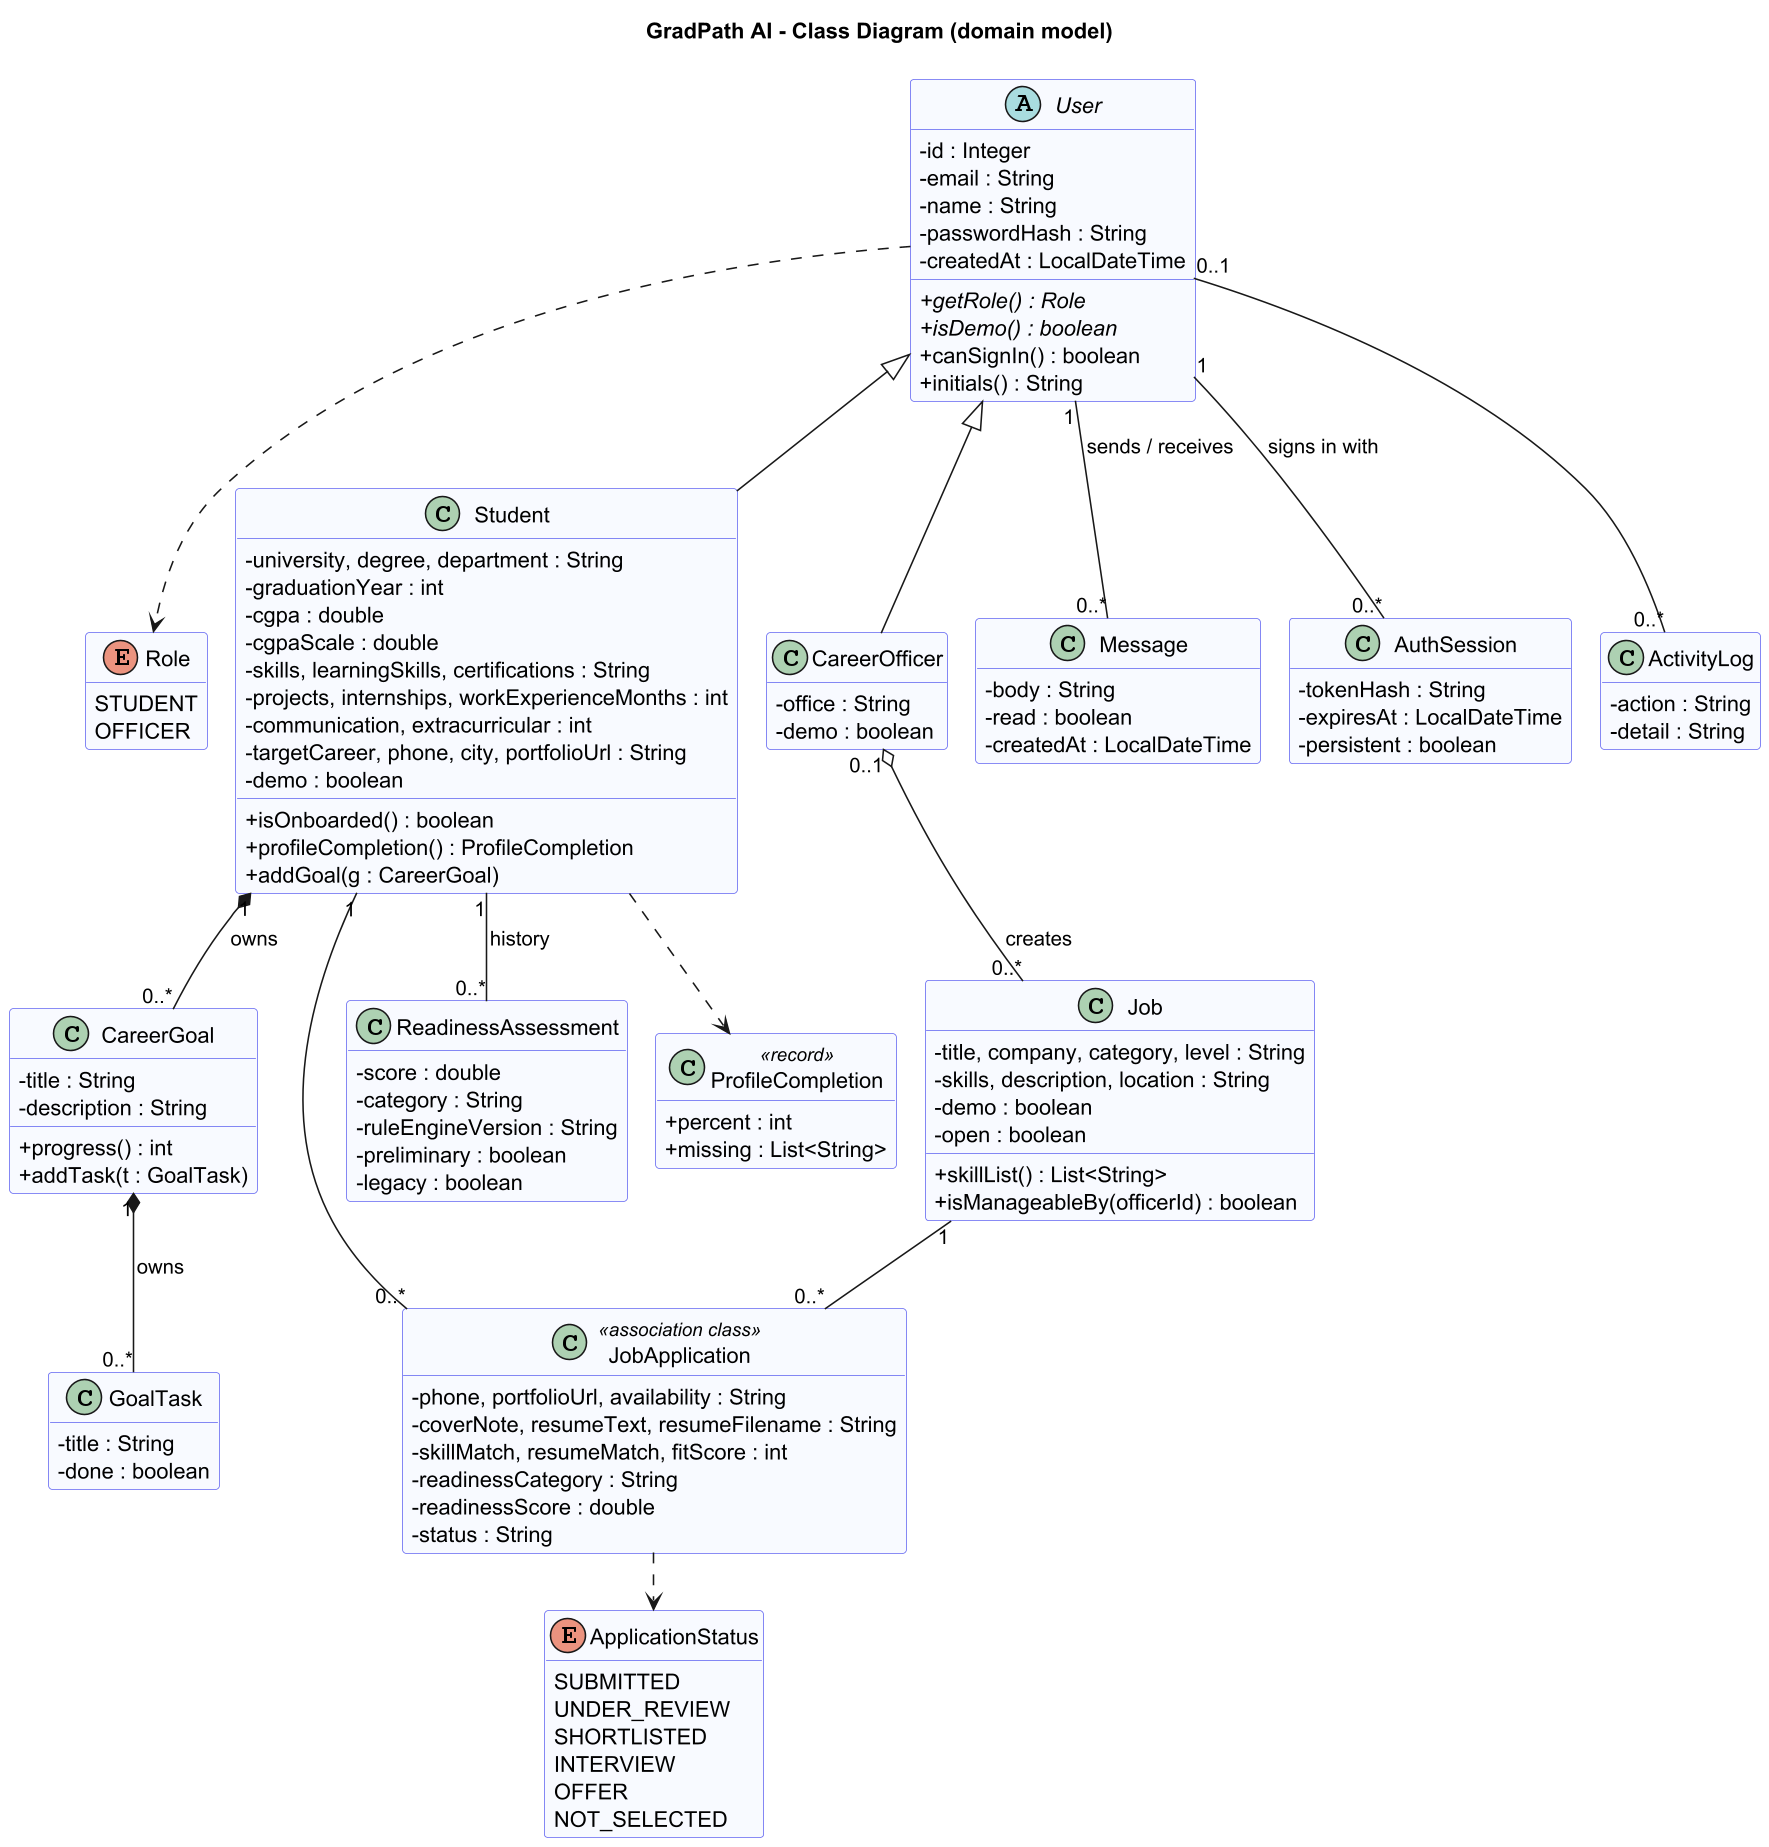 GradPath AI - Class Diagram (domain model)
A User
-id : Integer
-email : String
-name : String
-passwordHash : String
-createdAt : LocalDateTime
+getRole() : Role
+isDemo() : boolean
+canSignIn() : boolean
+initials() : String
0..1
1
1
sends / receives
signs in with
C Student
-university, degree, department : String
-graduationYear : int
-cgpa : double
-cgpaScale : double
-skills, learningSkills, certifications : String
-projects, internships, workExperienceMonths : int
-communication, extracurricular : int
-targetCareer, phone, city, portfolioUrl : String
-demo : boolean
+isOnboarded() : boolean
+profileCompletion() : ProfileCompletion
+addGoal(g : CareerGoal)
E Role
STUDENT
OFFICER
C CareerOfficer
-office : String
-demo : boolean
0..*
C Message
-body : String
-read : boolean
-createdAt : LocalDateTime
0..*
C AuthSession
-tokenHash : String
-expiresAt : LocalDateTime
-persistent : boolean
0..*
C ActivityLog
-action : String
-detail : String
0..1
creates
0..*
1
owns
0..*
1
1
history
0..*
C CareerGoal
-title : String
-description : String
+progress() : int
+addTask(t : GoalTask)
C ReadinessAssessment
-score : double
-category : String
-ruleEngineVersion : String
-preliminary : boolean
-legacy : boolean
«record»
C ProfileCompletion
+percent : int
+missing : List<String>
C Job
-title, company, category, level : String
-skills, description, location : String
-demo : boolean
-open : boolean
+skillList() : List<String>
+isManageableBy(officerId) : boolean
1
owns
0..*
1
0..*
0..*
C GoalTask
-title : String
-done : boolean
«association class»
C JobApplication
-phone, portfolioUrl, availability : String
-coverNote, resumeText, resumeFilename : String
-skillMatch, resumeMatch, fitScore : int
-readinessCategory : String
-readinessScore : double
-status : String
E ApplicationStatus
SUBMITTED
UNDER_REVIEW
SHORTLISTED
INTERVIEW
OFFER
NOT_SELECTED